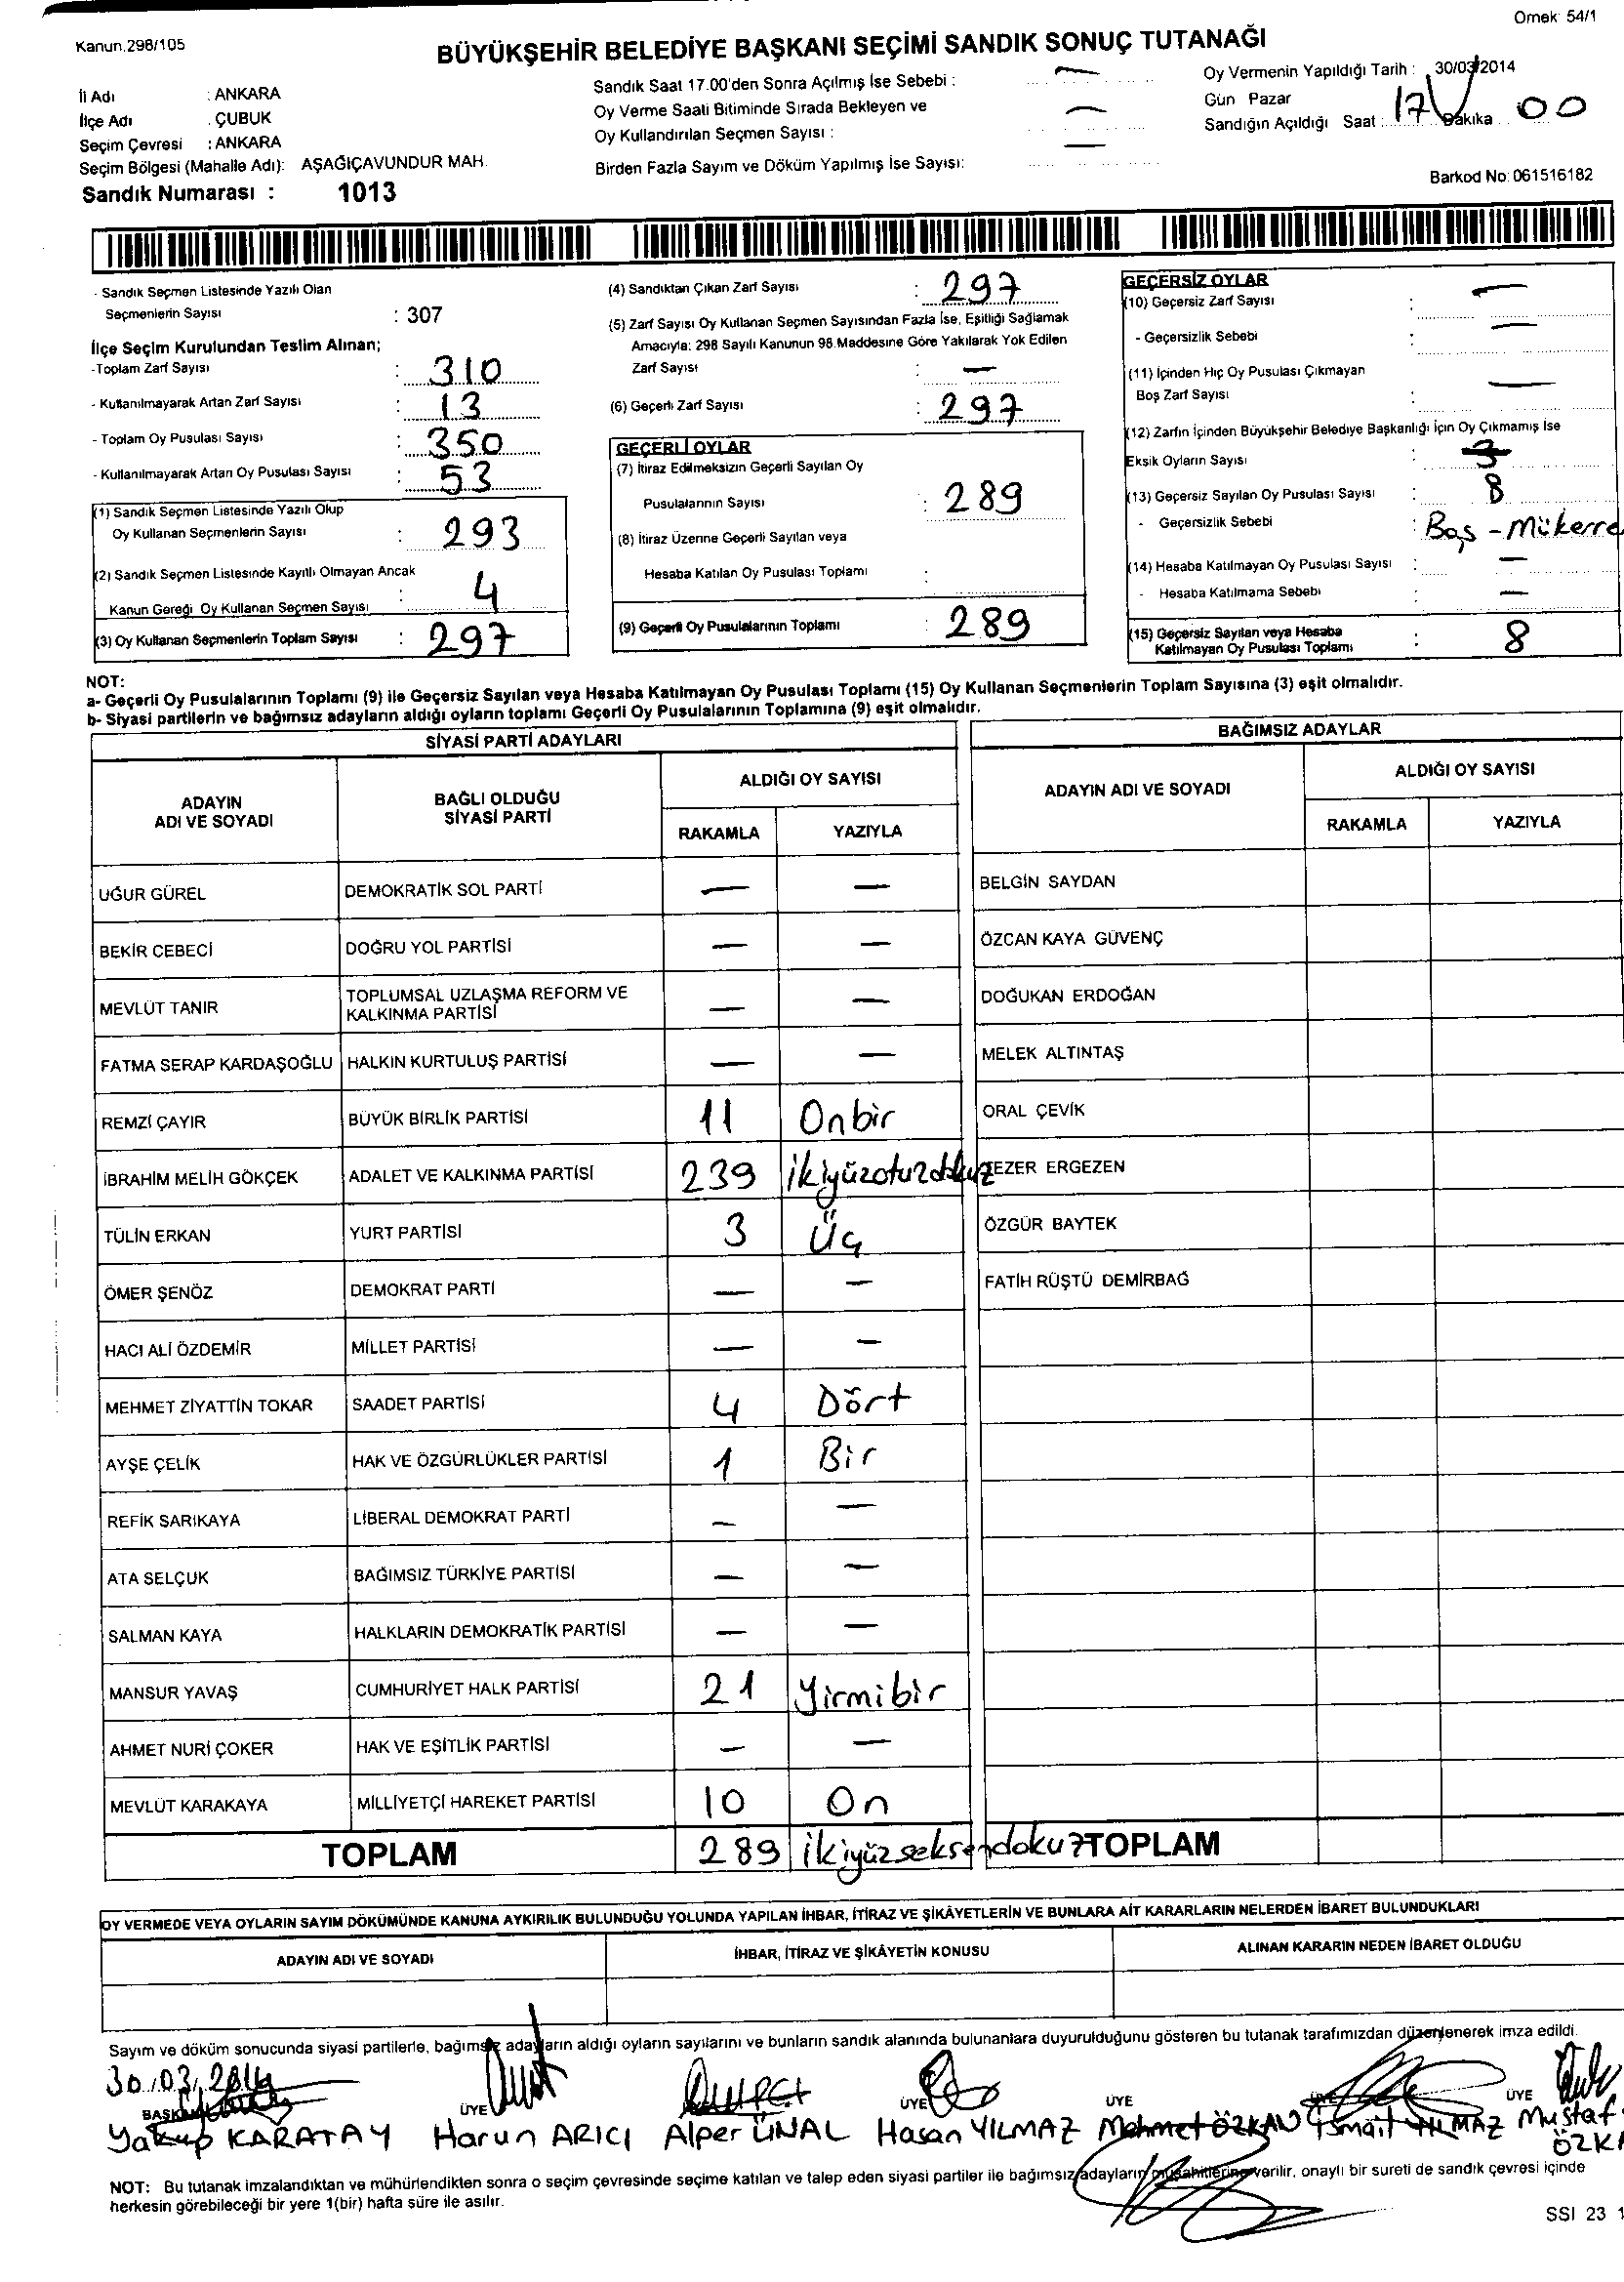 Örnek 54/1
Kanun.298/105
BÜYÜKŞEHİR BELEDİYE BAŞKANI SEÇİMİ SANDIK SONUÇ TUTANAĞI
İl Adı : ANKARA
İlçe Adı : ÇUBUK
Seçim Çevresi : ANKARA
Seçim Bölgesi (Mahalle Adı): AŞAĞIÇAVUNDUR MAH.
Sandık Numarası : 1013
Sandık Saat 17.00'den Sonra Açılmış İse Sebebi : —
Oy Verme Saati Bitiminde Sırada Bekleyen ve
Oy Kullandırılan Seçmen Sayısı : —
Birden Fazla Sayım ve Döküm Yapılmış İse Sayısı: —
Oy Vermenin Yapıldığı Tarih : 30/03/2014
Gün Pazar
Sandığın Açıldığı Saat : 17 Dakika 00
Barkod No: 061516182
- Sandık Seçmen Listesinde Yazılı Olan
Seçmenlerin Sayısı : 307
İlçe Seçim Kurulundan Teslim Alınan;
-Toplam Zarf Sayısı : 310
- Kullanılmayarak Artan Zarf Sayısı : 13
- Toplam Oy Pusulası Sayısı : 350
- Kullanılmayarak Artan Oy Pusulası Sayısı : 53
(1) Sandık Seçmen Listesinde Yazılı Olup
Oy Kullanan Seçmenlerin Sayısı : 293
(2) Sandık Seçmen Listesinde Kayıtlı Olmayan Ancak
Kanun Gereği Oy Kullanan Seçmen Sayısı : 4
(3) Oy Kullanan Seçmenlerin Toplam Sayısı : 297
(4) Sandıktan Çıkan Zarf Sayısı : 297
(5) Zarf Sayısı Oy Kullanan Seçmen Sayısından Fazla İse, Eşitliği Sağlamak
Amacıyla: 298 Sayılı Kanunun 98.Maddesine Göre Yakılarak Yok Edilen
Zarf Sayısı : —
(6) Geçerli Zarf Sayısı : 297
GEÇERLİ OYLAR
(7) İtiraz Edilmeksizin Geçerli Sayılan Oy
Pusulalarının Sayısı : 289
(8) İtiraz Üzerine Geçerli Sayılan veya
Hesaba Katılan Oy Pusulası Toplamı :
(9) Geçerli Oy Pusulalarının Toplamı : 289
GEÇERSİZ OYLAR
(10) Geçersiz Zarf Sayısı : —
- Geçersizlik Sebebi : —
(11) İçinden Hiç Oy Pusulası Çıkmayan
Boş Zarf Sayısı : —
(12) Zarfın İçinden Büyükşehir Belediye Başkanlığı İçin Oy Çıkmamış İse
Eksik Oyların Sayısı : 3
(13) Geçersiz Sayılan Oy Pusulası Sayısı : 8
- Geçersizlik Sebebi : Boş - Mükerre
(14) Hesaba Katılmayan Oy Pusulası Sayısı : —
- Hesaba Katılmama Sebebi : —
(15) Geçersiz Sayılan veya Hesaba
Katılmayan Oy Pusulası Toplamı : 8
NOT:
a- Geçerli Oy Pusulalarının Toplamı (9) ile Geçersiz Sayılan veya Hesaba Katılmayan Oy Pusulası Toplamı (15) Oy Kullanan Seçmenlerin Toplam Sayısına (3) eşit olmalıdır.
b- Siyasi partilerin ve bağımsız adayların aldığı oyların toplamı Geçerli Oy Pusulalarının Toplamına (9) eşit olmalıdır.
SİYASİ PARTİ ADAYLARI
ADAYIN
ADI VE SOYADI
BAĞLI OLDUĞU
SİYASİ PARTİ
ALDIĞI OY SAYISI
RAKAMLA YAZIYLA
UĞUR GÜREL DEMOKRATİK SOL PARTİ — —
BEKİR CEBECİ DOĞRU YOL PARTİSİ — —
MEVLÜT TANIR TOPLUMSAL UZLAŞMA REFORM VE
KALKINMA PARTİSİ — —
FATMA SERAP KARDAŞOĞLU HALKIN KURTULUŞ PARTİSİ — —
REMZİ ÇAYIR BÜYÜK BİRLİK PARTİSİ 11 Onbir
İBRAHİM MELİH GÖKÇEK ADALET VE KALKINMA PARTİSİ 239 ikiyüzotuzdokuz
TÜLİN ERKAN YURT PARTİSİ 3 Üç
ÖMER ŞENÖZ DEMOKRAT PARTİ — —
HACI ALİ ÖZDEMİR MİLLET PARTİSİ — —
MEHMET ZİYATTİN TOKAR SAADET PARTİSİ 4 Dört
AYŞE ÇELİK HAK VE ÖZGÜRLÜKLER PARTİSİ 1 Bir
REFİK SARIKAYA LİBERAL DEMOKRAT PARTİ — —
ATA SELÇUK BAĞIMSIZ TÜRKİYE PARTİSİ — —
SALMAN KAYA HALKLARIN DEMOKRATİK PARTİSİ — —
MANSUR YAVAŞ CUMHURİYET HALK PARTİSİ 21 Yirmibir
AHMET NURİ ÇOKER HAK VE EŞİTLİK PARTİSİ — —
MEVLÜT KARAKAYA MİLLİYETÇİ HAREKET PARTİSİ 10 On
TOPLAM 289 ikiyüzseksendokuz
BAĞIMSIZ ADAYLAR
ADAYIN ADI VE SOYADI
ALDIĞI OY SAYISI
RAKAMLA YAZIYLA
BELGİN SAYDAN
ÖZCAN KAYA GÜVENÇ
DOĞUKAN ERDOĞAN
MELEK ALTINTAŞ
ORAL ÇEVİK
EZER ERGEZEN
ÖZGÜR BAYTEK
FATİH RÜŞTÜ DEMİRBAĞ
TOPLAM
OY VERMEDE VEYA OYLARIN SAYIM DÖKÜMÜNDE KANUNA AYKIRILIK BULUNDUĞU YOLUNDA YAPILAN İHBAR, İTİRAZ VE ŞİKÂYETLERİN VE BUNLARA AİT KARARLARIN NELERDEN İBARET BULUNDUKLARI
ADAYIN ADI VE SOYADI İHBAR, İTİRAZ VE ŞİKÂYETİN KONUSU ALINAN KARARIN NEDEN İBARET OLDUĞU
Sayım ve döküm sonucunda siyasi partilerle, bağımsız adayların aldığı oyların sayılarını ve bunların sandık alanında bulunanlara duyurulduğunu gösteren bu tutanak tarafımızdan düzenlenerek imza edildi.
30.03.2014
BAŞKAN ÜYE ÜYE ÜYE ÜYE
Yakup KARATAY Harun ARICI Alper ÜNAL Hasan YILMAZ Mehmet ÖZKAN İsmail YILMAZ Mustaf
ÖZKA
NOT: Bu tutanak imzalandıktan ve mühürlendikten sonra o seçim çevresinde seçime katılan ve talep eden siyasi partiler ile bağımsız adayların müşahitlerine verilir, onaylı bir sureti de sandık çevresi içinde
herkesin görebileceği bir yere 1(bir) hafta süre ile asılır.
SSI 23 1